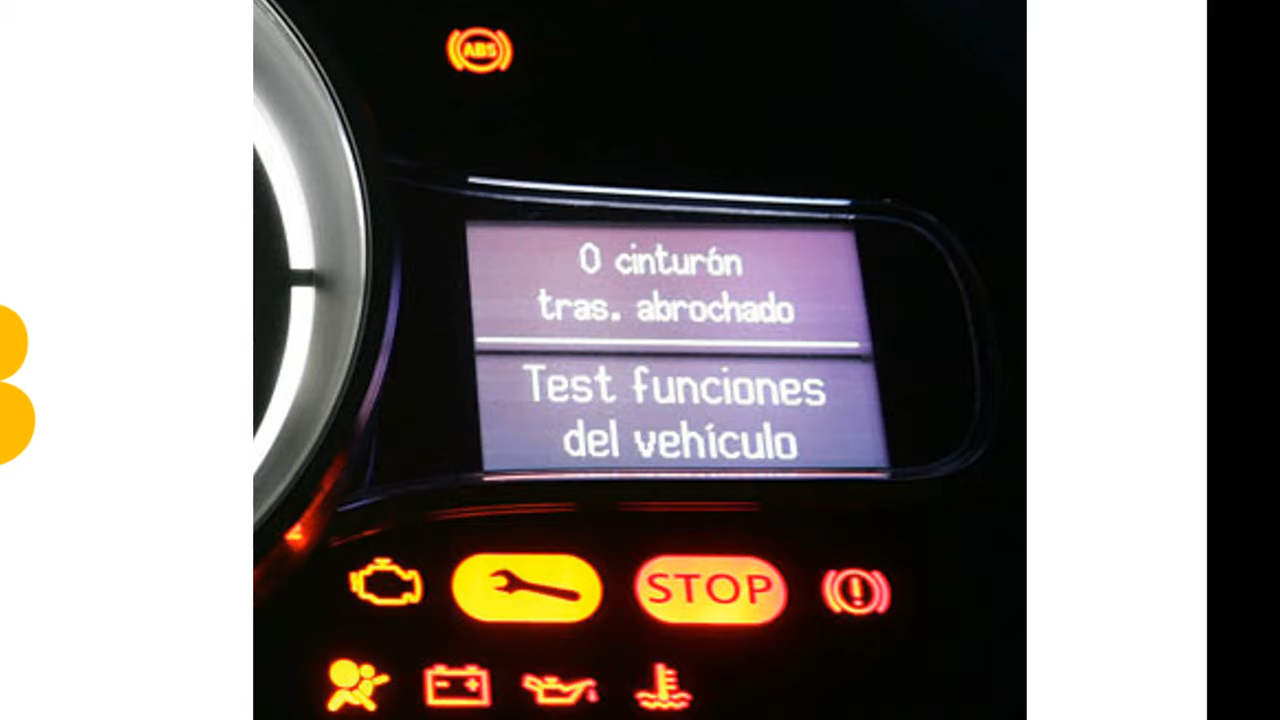 ABS
0 cinturón
tras. abrochado
Test funciones
del vehículo
STOP